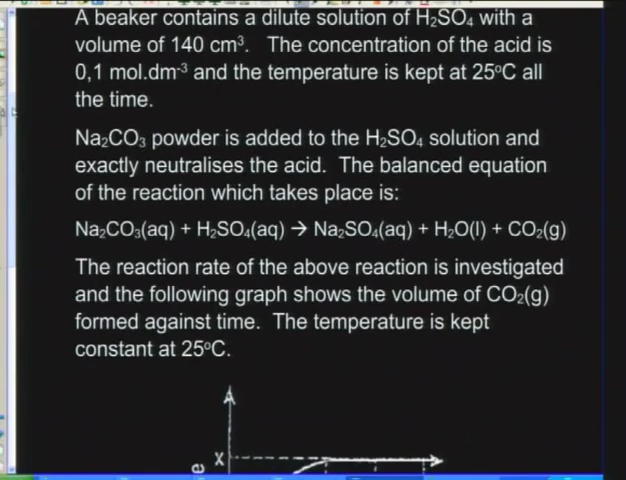 A beaker contains a dilute solution of H₂SO₄ with a
volume of 140 cm³. The concentration of the acid is
0,1 mol.dm⁻³ and the temperature is kept at 25ºC all
the time.
Na₂CO₃ powder is added to the H₂SO₄ solution and
exactly neutralises the acid. The balanced equation
of the reaction which takes place is:
Na₂CO₃(aq) + H₂SO₄(aq) → Na₂SO₄(aq) + H₂O(l) + CO₂(g)
The reaction rate of the above reaction is investigated
and the following graph shows the volume of CO₂(g)
formed against time. The temperature is kept
constant at 25ºC.
X